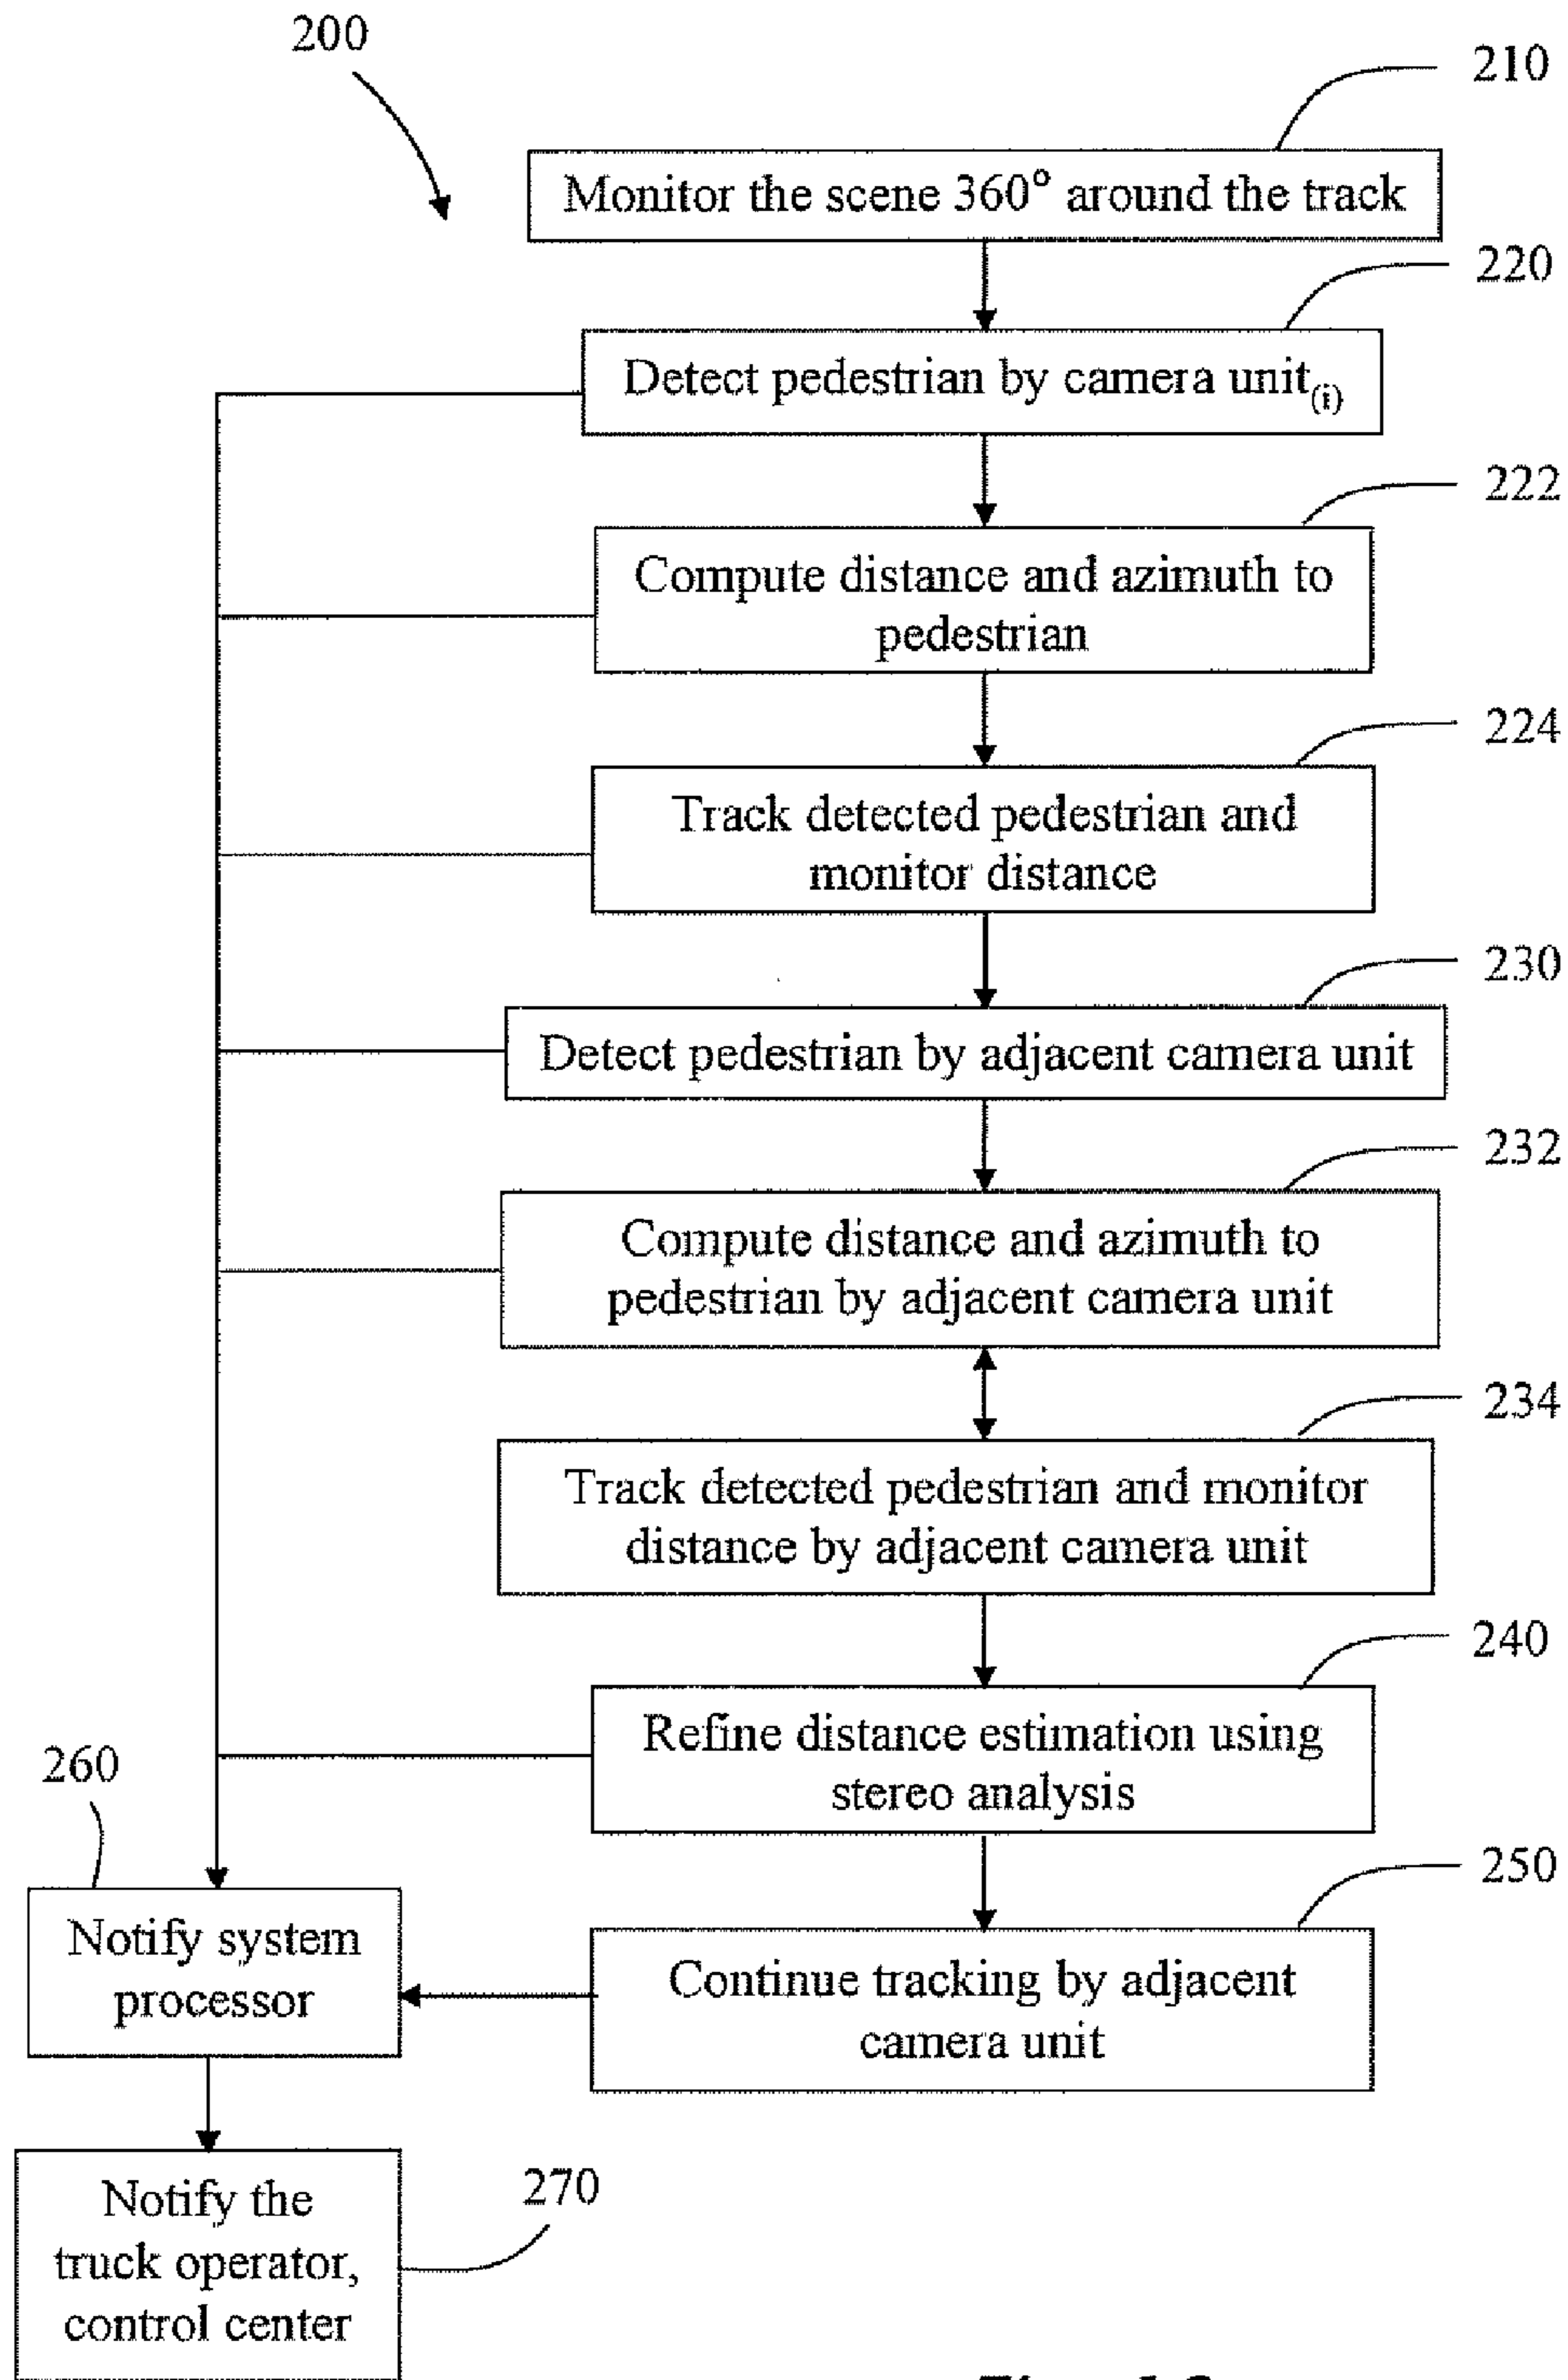 200
210
Monitor the scene 360° around the track
220
Detect pedestrian by camera unit(i)
222
Compute distance and azimuth to
pedestrian
224
Track detected pedestrian and
monitor distance
230
Detect pedestrian by adjacent camera unit
232
Compute distance and azimuth to
pedestrian by adjacent camera unit
234
Track detected pedestrian and monitor
distance by adjacent camera unit
240
Refine distance estimation using
stereo analysis
250
Continue tracking by adjacent
camera unit
260
Notify system
processor
270
Notify the
truck operator,
control center